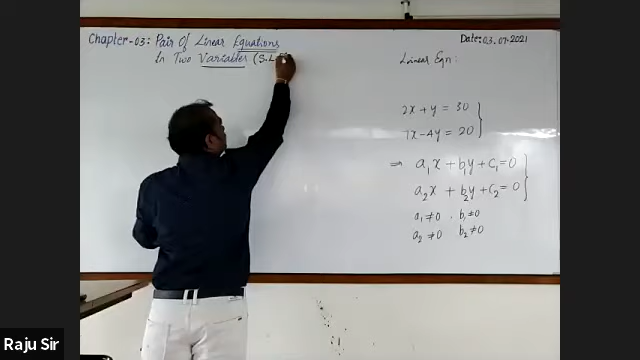 Chapter-03: Pair Of Linear Equations
In Two Variables (S.L.E)
Date: 03.07.2021
Linear Eqn:
2x + y = 30
7x - 4y = 20
⇒ a₁x + b₁y + c₁ = 0
a₂x + b₂y + c₂ = 0
a₁ ≠ 0 , b₁ ≠ 0
a₂ ≠ 0 b₂ ≠ 0
Raju Sir